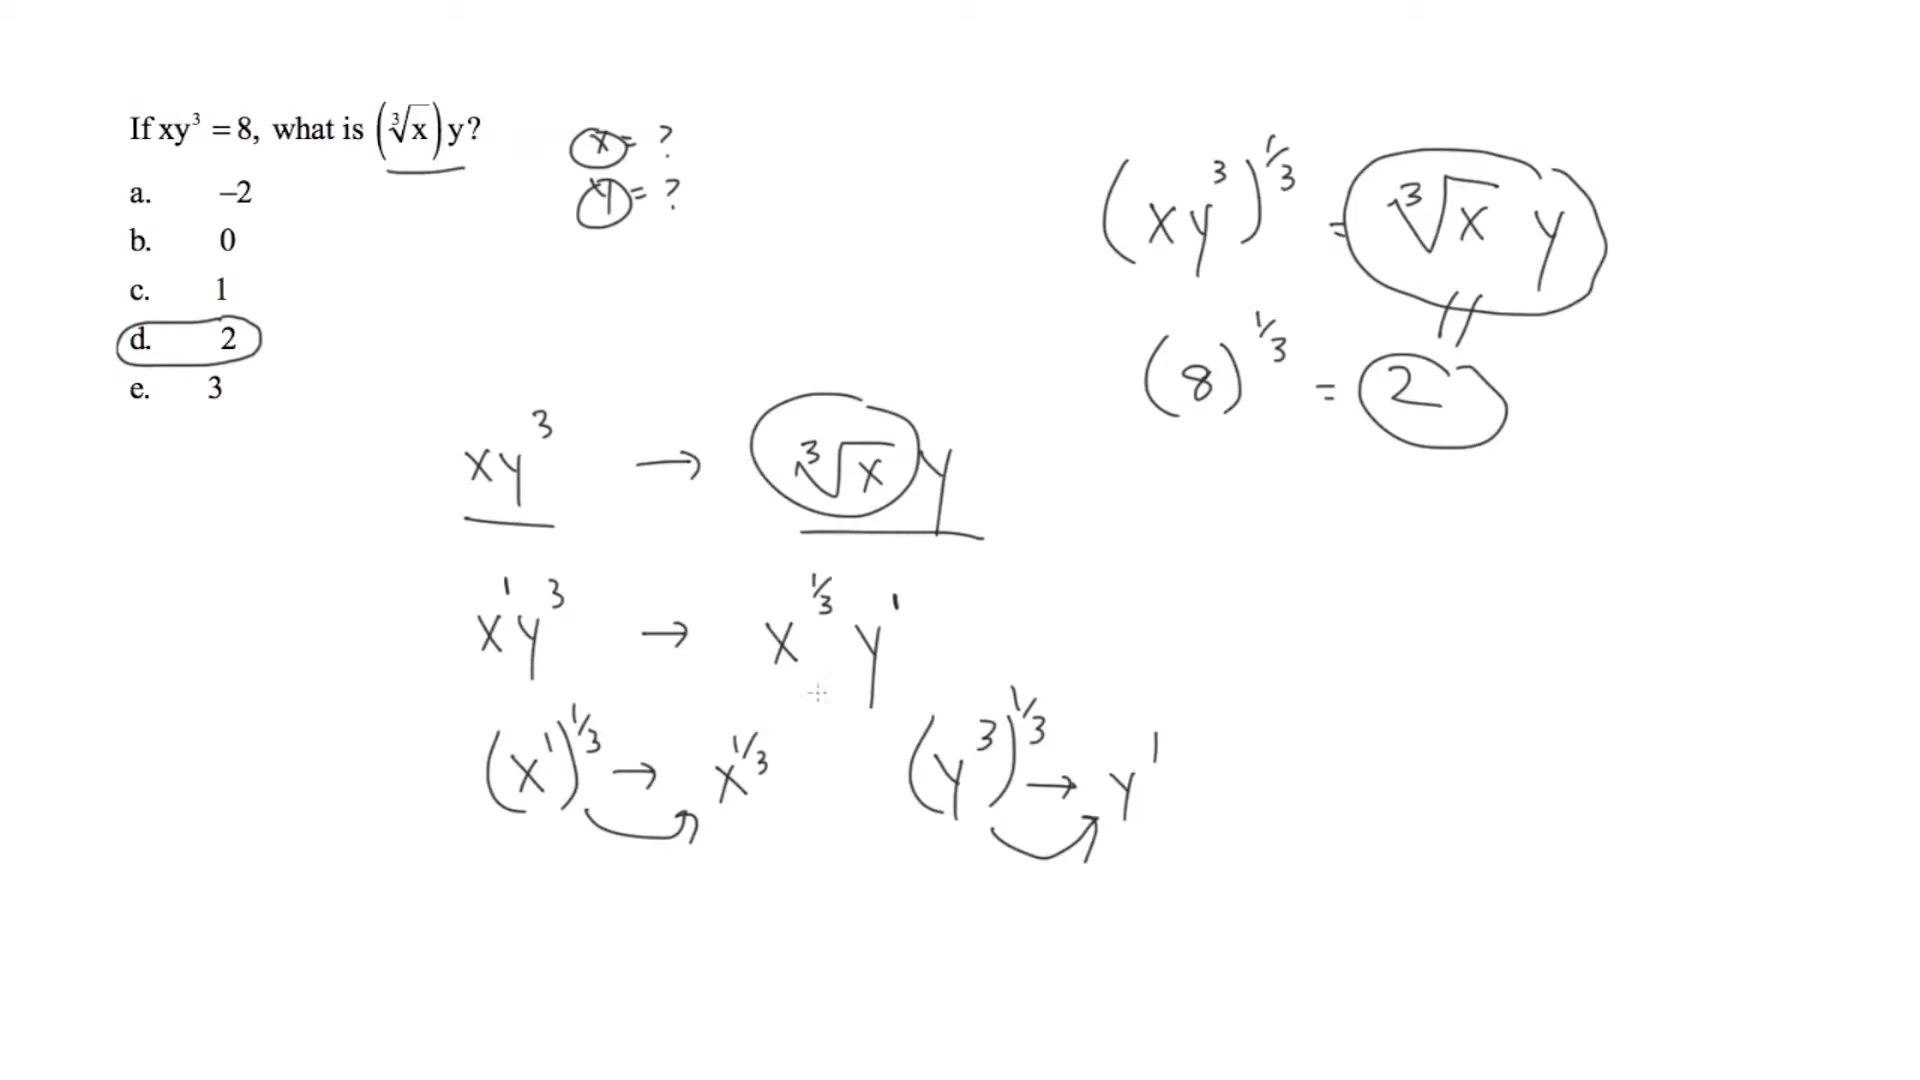 If xy³ = 8, what is (∛x)y?
a. –2
b. 0
c. 1
d. 2
e. 3
x = ?
y = ?
(xy³)^1/3 = ∛x y
(8)^1/3 = 2
xy³ → ∛x y
x¹y³ → x^1/3 y¹
(x¹)^1/3 → x^1/3 (y³)^1/3 → y¹